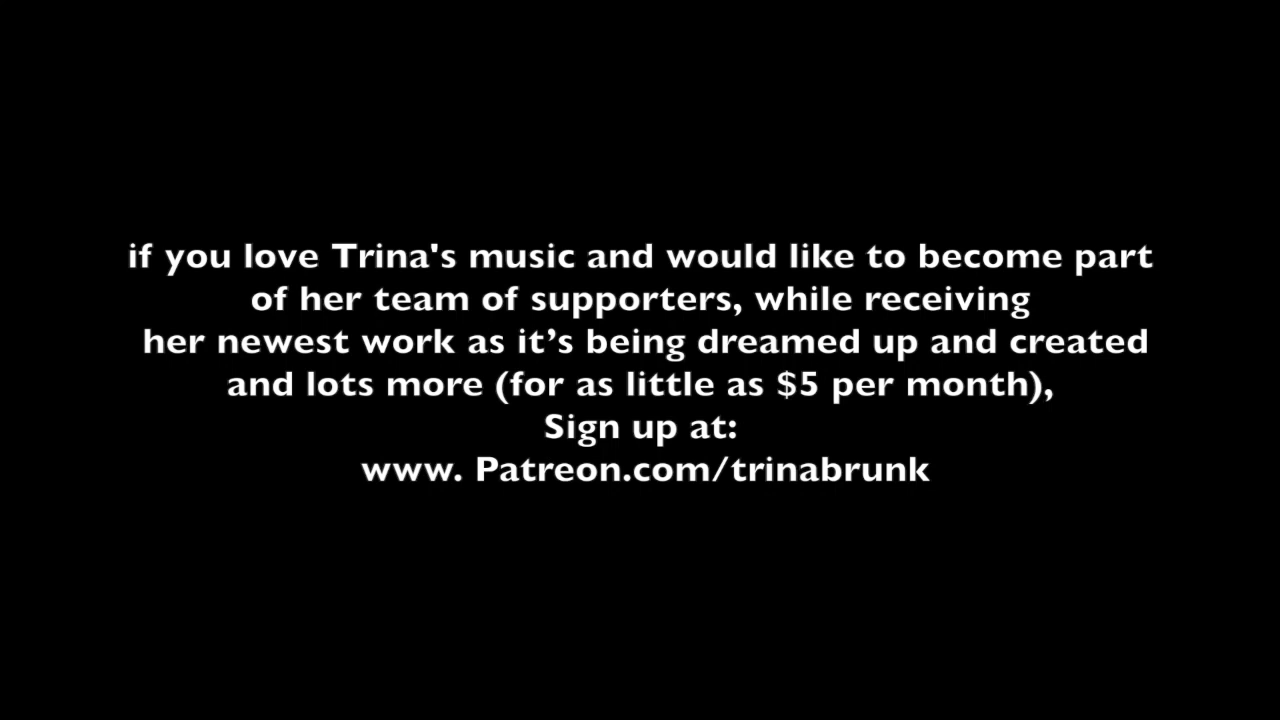 if you love Trina's music and would like to become part
of her team of supporters, while receiving
her newest work as it’s being dreamed up and created
and lots more (for as little as $5 per month),
Sign up at:
www. Patreon.com/trinabrunk